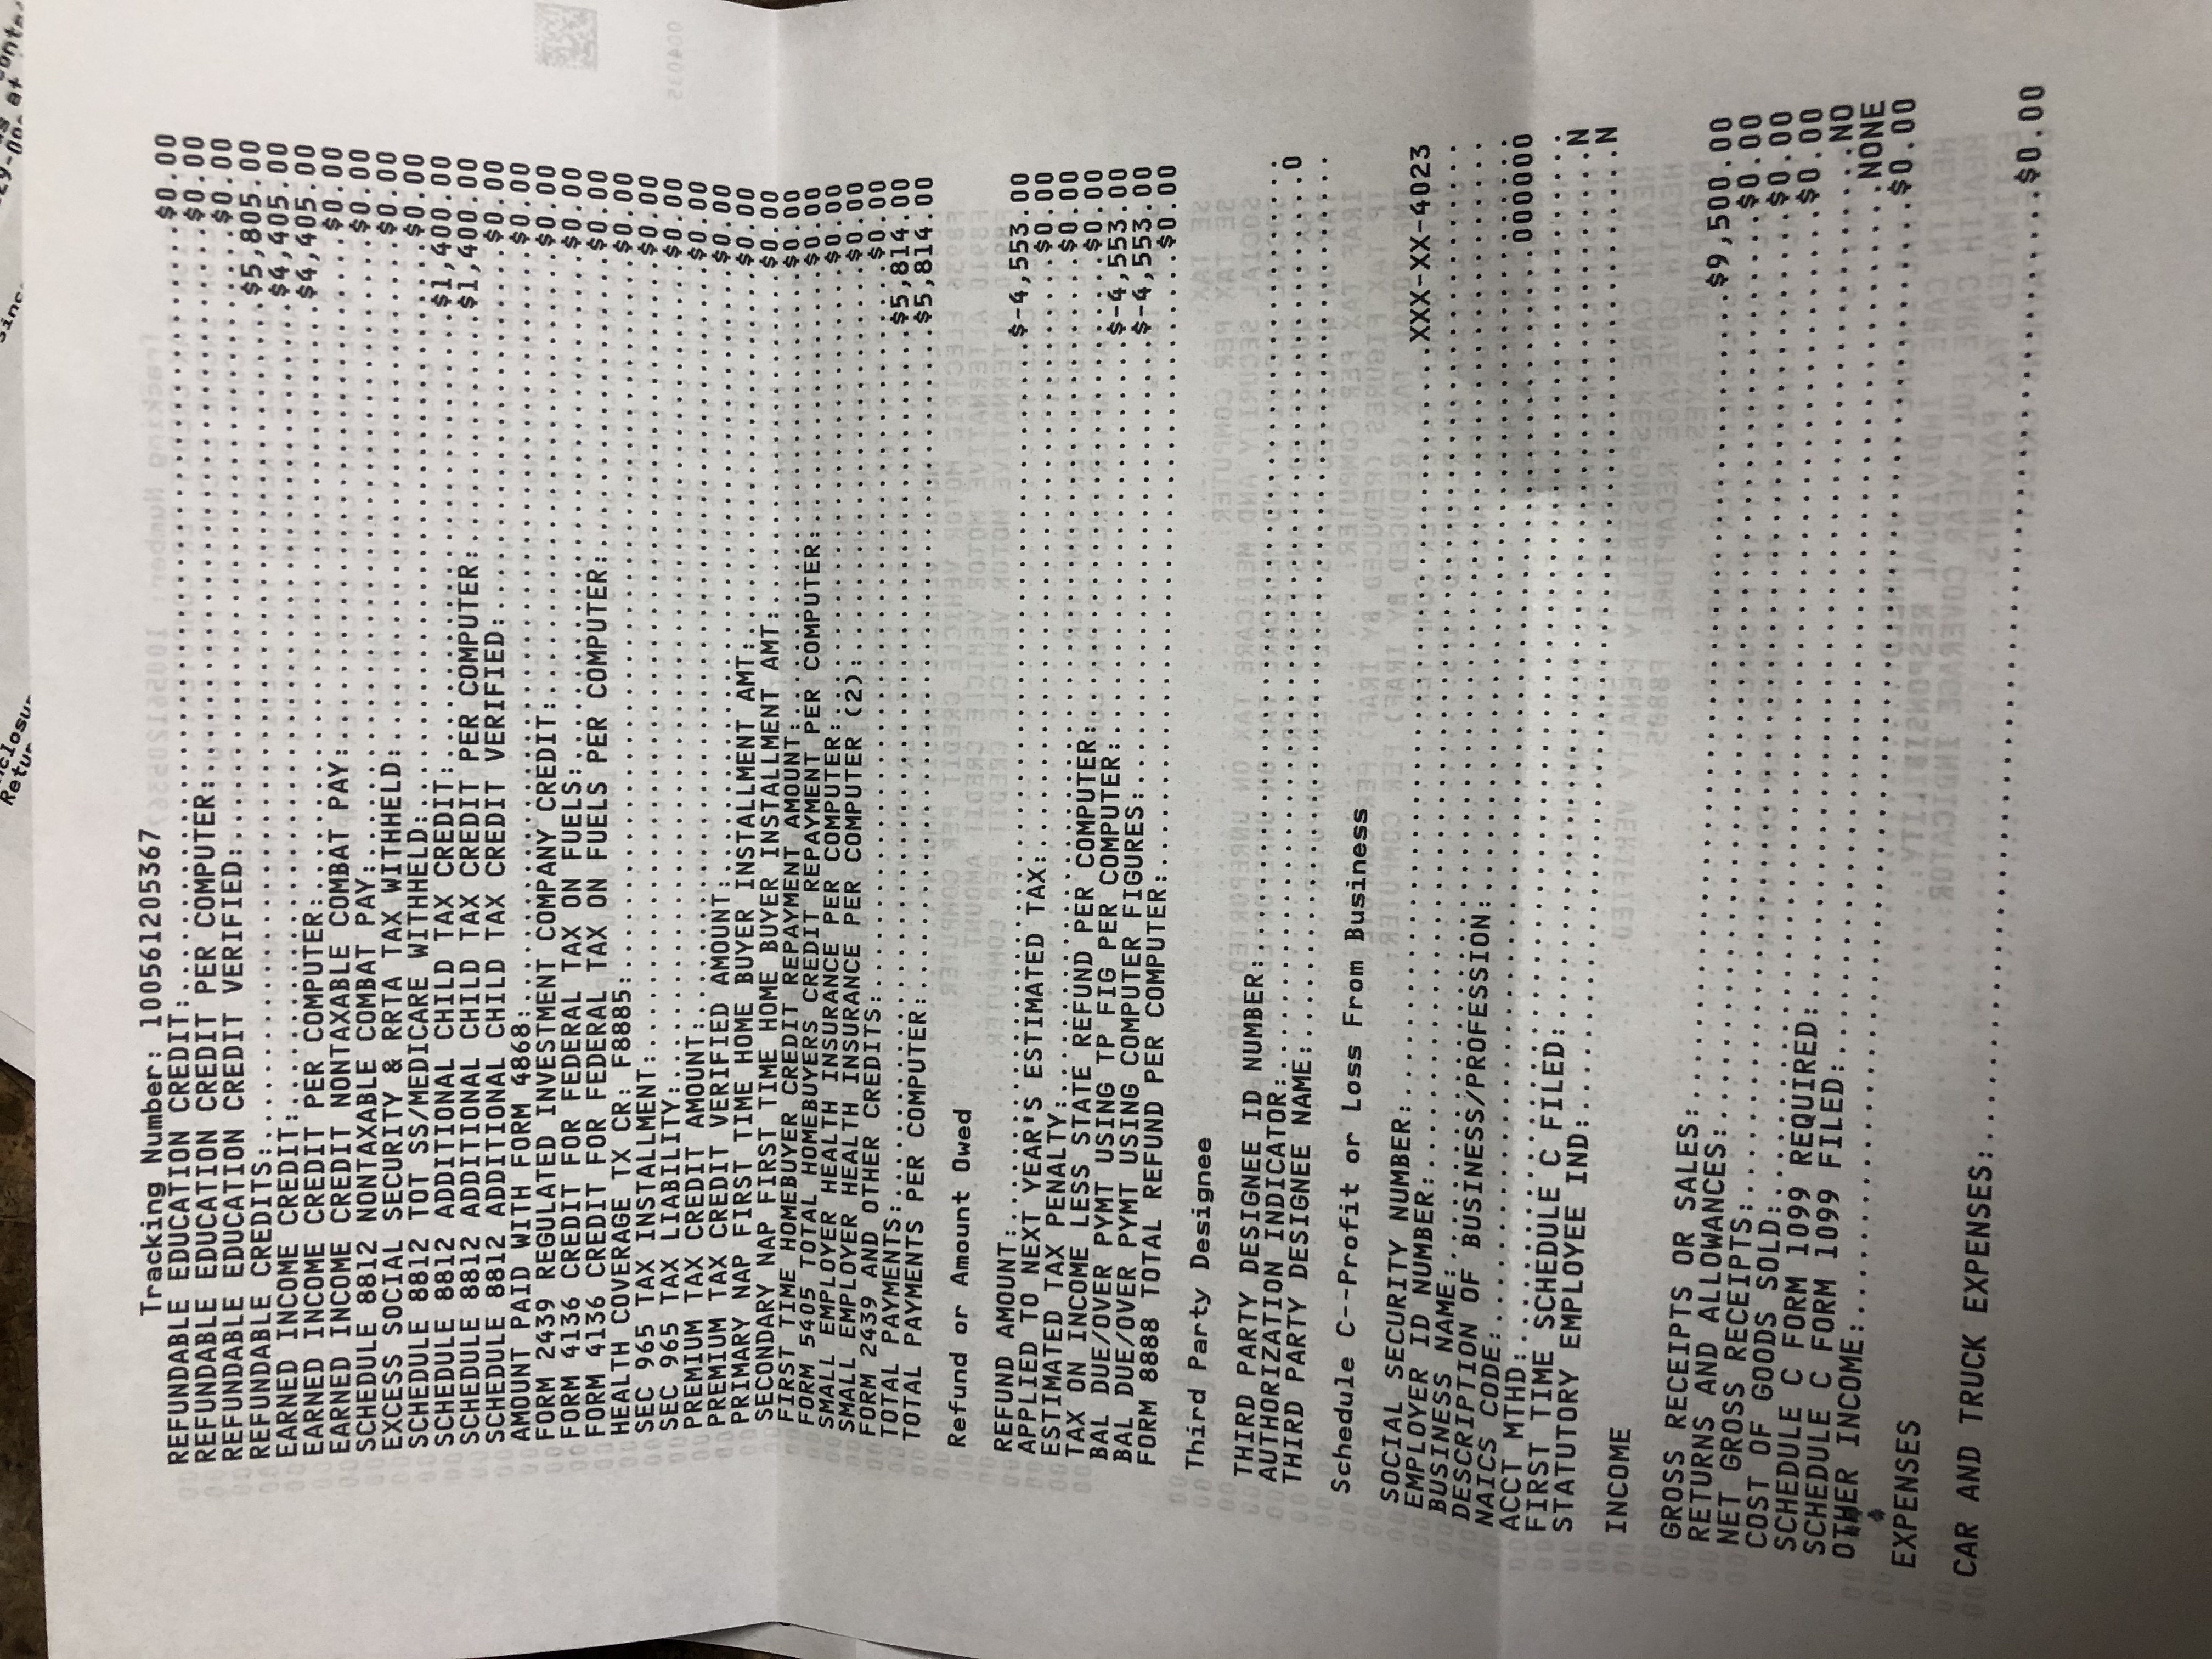 Tracking Number: 100561205367
REFUNDABLE EDUCATION CREDIT:..........$0.00
REFUNDABLE EDUCATION CREDIT PER COMPUTER:..........$0.00
REFUNDABLE EDUCATION CREDIT VERIFIED:..........$0.00
REFUNDABLE CREDITS:..........$5,805.00
EARNED INCOME CREDIT:..........$4,405.00
EARNED INCOME CREDIT PER COMPUTER:..........$4,405.00
EARNED INCOME CREDIT NONTAXABLE COMBAT PAY:..........$0.00
SCHEDULE 8812 NONTAXABLE COMBAT PAY:..........$0.00
EXCESS SOCIAL SECURITY & RRTA TAX WITHHELD:..........$0.00
SCHEDULE 8812 TOT SS/MEDICARE WITHHELD:..........$0.00
SCHEDULE 8812 ADDITIONAL CHILD TAX CREDIT:..........$1,400.00
SCHEDULE 8812 ADDITIONAL CHILD TAX CREDIT PER COMPUTER:..........$1,400.00
SCHEDULE 8812 ADDITIONAL CHILD TAX CREDIT VERIFIED:..........$0.00
AMOUNT PAID WITH FORM 4868:..........$0.00
FORM 2439 REGULATED INVESTMENT COMPANY CREDIT:..........$0.00
FORM 4136 CREDIT FOR FEDERAL TAX ON FUELS:..........$0.00
FORM 4136 CREDIT FOR FEDERAL TAX ON FUELS PER COMPUTER:..........$0.00
HEALTH COVERAGE TX CR: F8885:..........$0.00
SEC 965 TAX INSTALLMENT:..........$0.00
SEC 965 TAX LIABILITY:..........$0.00
PREMIUM TAX CREDIT AMOUNT:..........$0.00
PREMIUM TAX CREDIT VERIFIED AMOUNT:..........$0.00
PRIMARY NAP FIRST TIME HOME BUYER INSTALLMENT AMT:..........$0.00
SECONDARY NAP FIRST TIME HOME BUYER INSTALLMENT AMT:..........$0.00
FIRST TIME HOMEBUYER CREDIT REPAYMENT AMOUNT:..........$0.00
FORM 5405 TOTAL HOMEBUYERS CREDIT REPAYMENT PER COMPUTER:..........$0.00
SMALL EMPLOYER HEALTH INSURANCE PER COMPUTER:..........$0.00
SMALL EMPLOYER HEALTH INSURANCE PER COMPUTER (2):..........$0.00
FORM 2439 AND OTHER CREDITS:..........$0.00
TOTAL PAYMENTS:..........$5,814.00
TOTAL PAYMENTS PER COMPUTER:..........$5,814.00
Refund or Amount Owed
REFUND AMOUNT:..........$-4,553.00
APPLIED TO NEXT YEAR'S ESTIMATED TAX:..........$0.00
ESTIMATED TAX PENALTY:..........$0.00
TAX ON INCOME LESS STATE REFUND PER COMPUTER:..........$0.00
BAL DUE/OVER PYMT USING TP FIG PER COMPUTER:..........$-4,553.00
BAL DUE/OVER PYMT USING COMPUTER FIGURES:..........$-4,553.00
FORM 8888 TOTAL REFUND PER COMPUTER:..........$0.00
Third Party Designee
THIRD PARTY DESIGNEE ID NUMBER:..........
AUTHORIZATION INDICATOR:..........0
THIRD PARTY DESIGNEE NAME:..........
Schedule C--Profit or Loss From Business
SOCIAL SECURITY NUMBER:..........XXX-XX-4023
EMPLOYER ID NUMBER:..........
BUSINESS NAME:..........
DESCRIPTION OF BUSINESS/PROFESSION:..........
NAICS CODE:..........000000
ACCT MTHD:..........
FIRST TIME SCHEDULE C FILED:..........N
STATUTORY EMPLOYEE IND:..........N
INCOME
GROSS RECEIPTS OR SALES:..........$9,500.00
RETURNS AND ALLOWANCES:..........$0.00
NET GROSS RECEIPTS:..........$0.00
COST OF GOODS SOLD:..........$0.00
SCHEDULE C FORM 1099 REQUIRED:..........NO
SCHEDULE C FORM 1099 FILED:..........NONE
OTHER INCOME:..........$0.00
EXPENSES
CAR AND TRUCK EXPENSES:..........$0.00